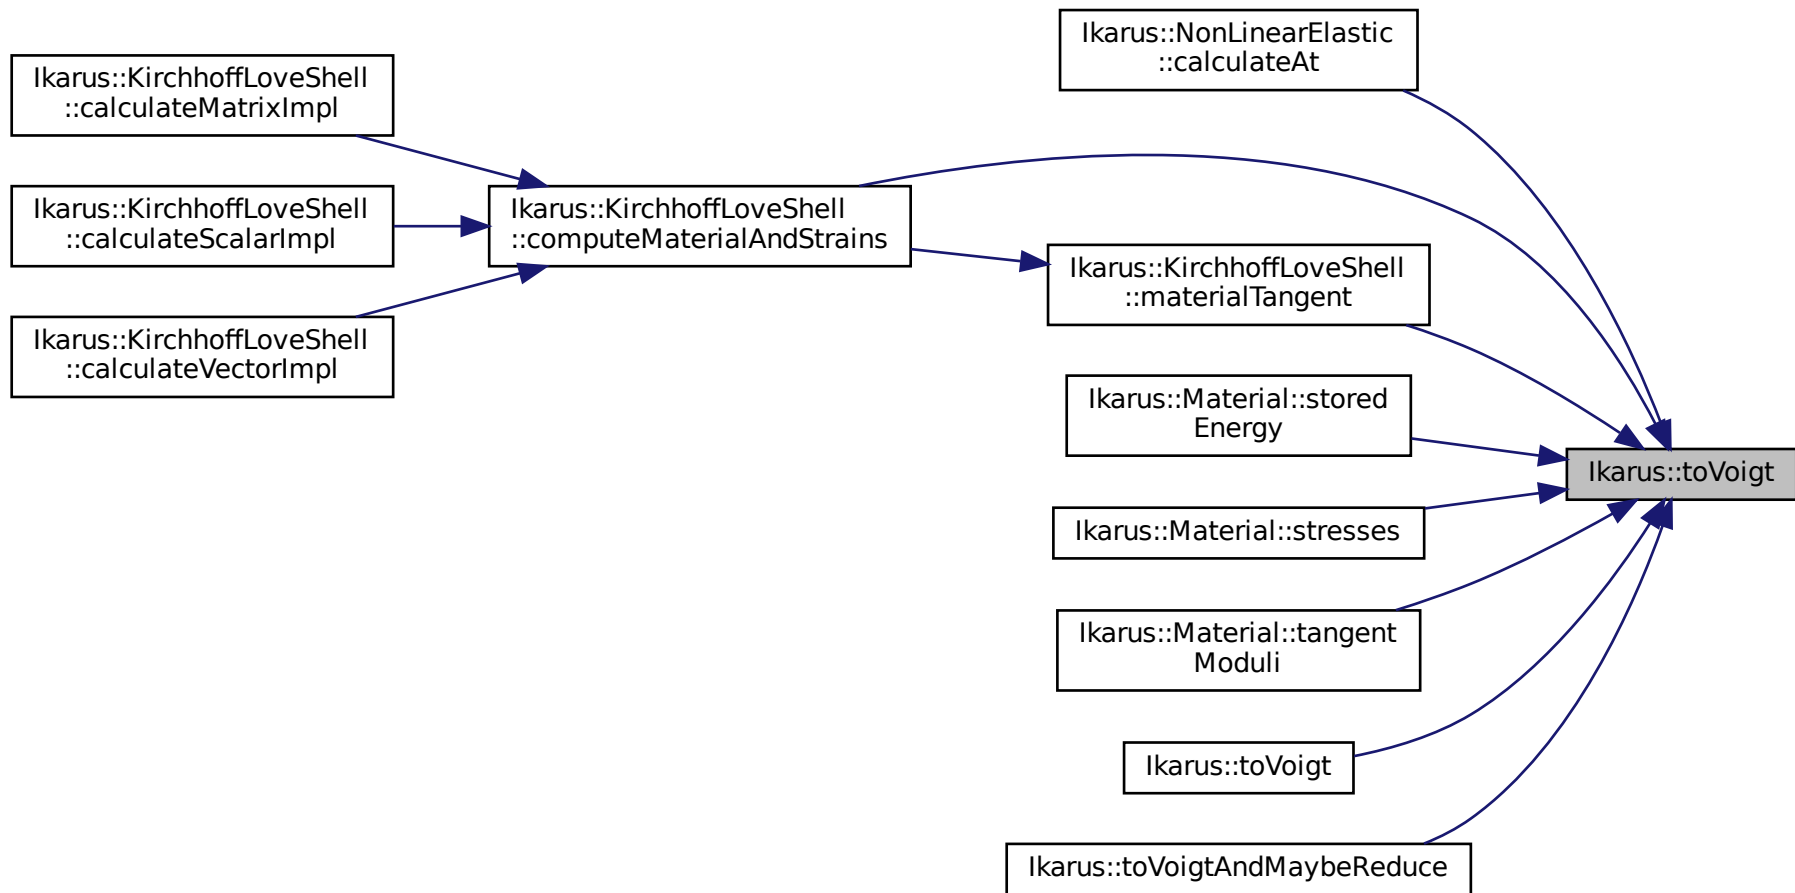 Ikarus::KirchhoffLoveShell
::calculateMatrixImpl
Ikarus::KirchhoffLoveShell
::calculateScalarImpl
Ikarus::KirchhoffLoveShell
::calculateVectorImpl
Ikarus::KirchhoffLoveShell
::computeMaterialAndStrains
Ikarus::NonLinearElastic
::calculateAt
Ikarus::KirchhoffLoveShell
::materialTangent
Ikarus::Material::stored
Energy
Ikarus::Material::stresses
Ikarus::Material::tangent
Moduli
Ikarus::toVoigt
Ikarus::toVoigtAndMaybeReduce
Ikarus::toVoigt